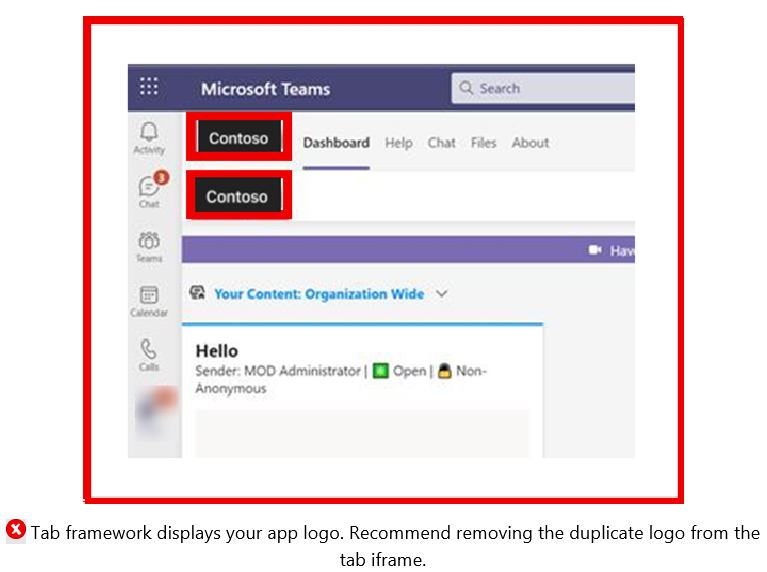 Microsoft Teams
Search
Activity
Contoso
Dashboard Help Chat Files About
3
Chat
Contoso
Teams
Have
Calendar
Your Content: Organization Wide
Calls
Hello
Sender: MOD Administrator | Open | Non-
Anonymous
Tab framework displays your app logo. Recommend removing the duplicate logo from the
tab iframe.